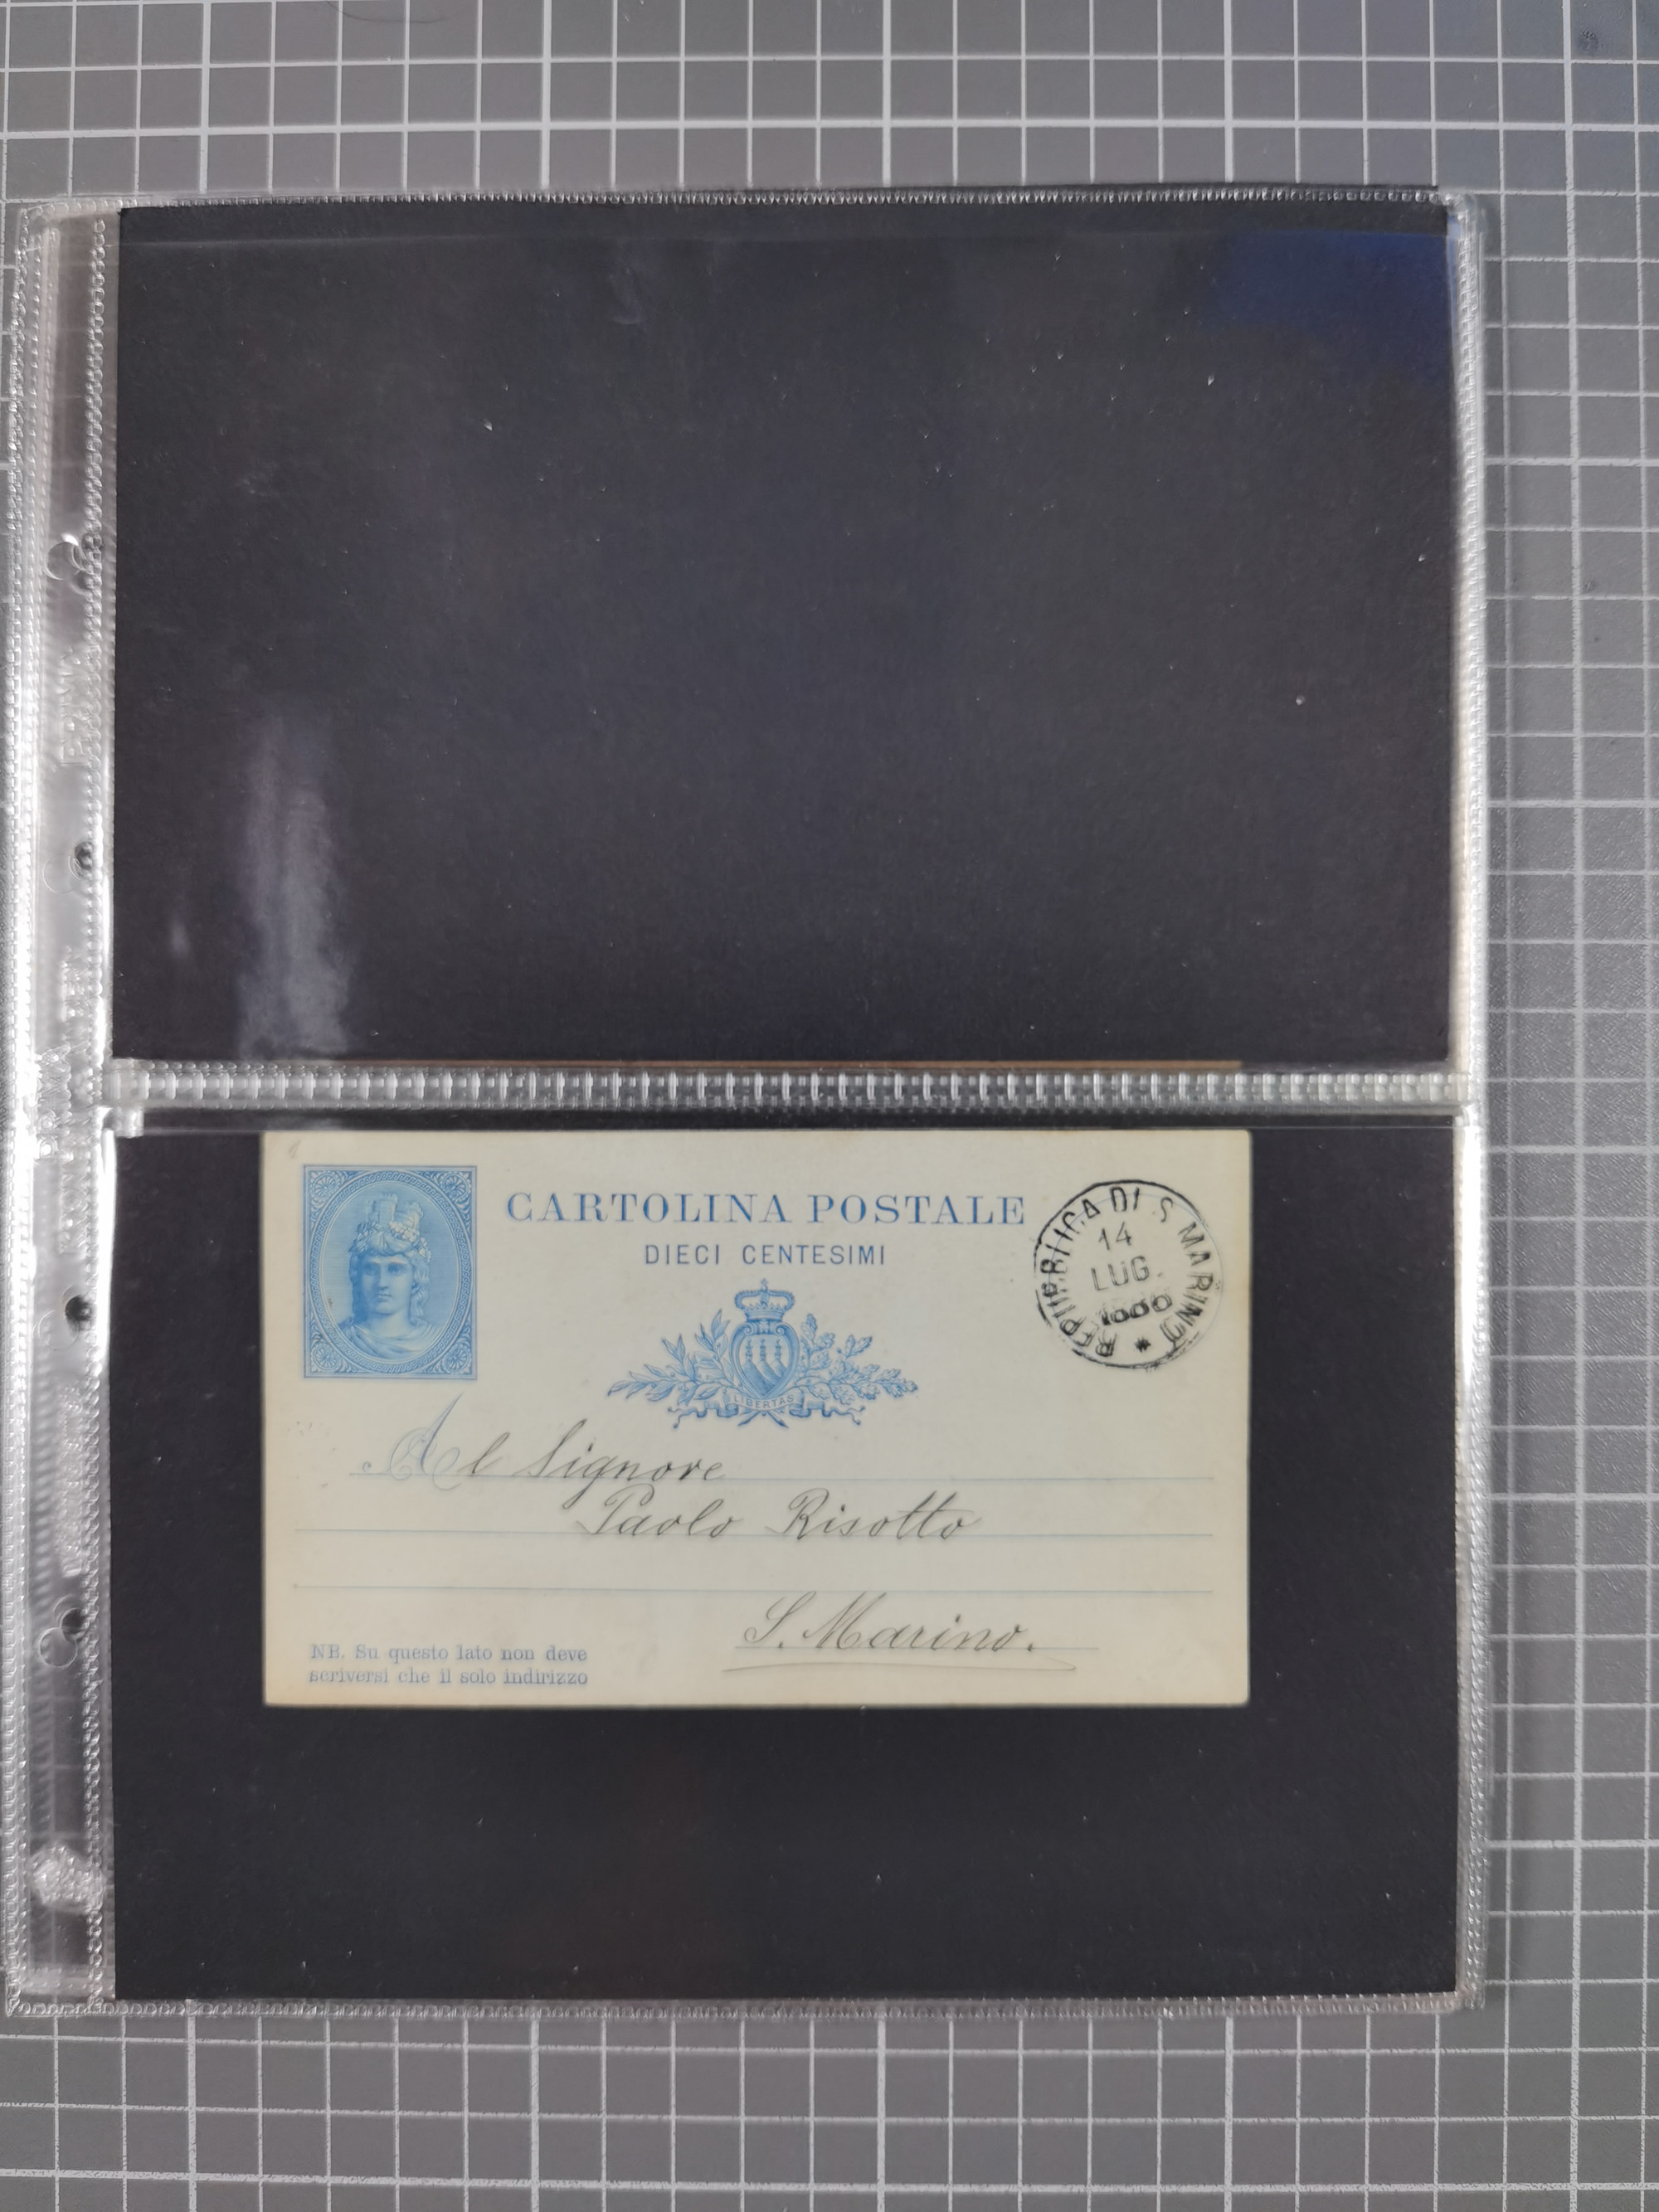 CARTOLINA POSTALE
DIECI CENTESIMI
REPUBBLICA DI S. MARINO
14
LUG.
LIBERTAS
Al Signore
Paolo Risotto
S. Marino.
NB. Su questo lato non deve
scriversi che il solo indirizzo